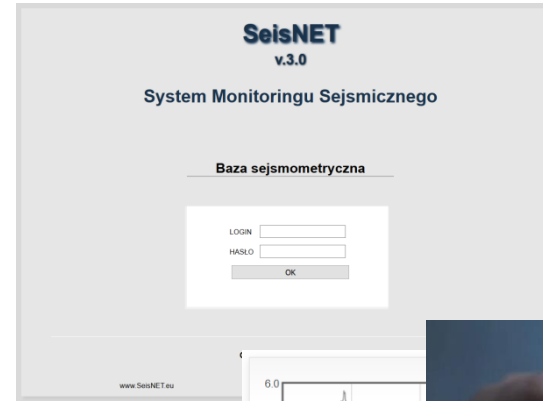 SeisNET
v.3.0
System Monitoringu Sejsmicznego
Baza sejsmometryczna
LOGIN
HASŁO
OK
www.SeisNET.eu
6.0